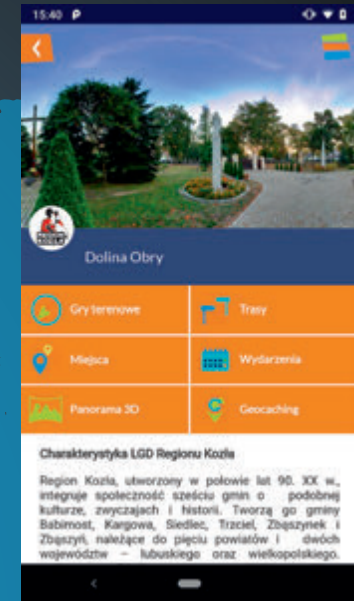 15:40
Dolina Obry
Gry terenowe
Trasy
Miejsca
Wydarzenia
Panorama 3D
Geocaching
Charakterystyka LGD Regionu Kozła
Region Kozła, utworzony w połowie lat 90. XX w.,
integruje społeczność sześciu gmin o podobnej
kulturze, zwyczajach i historii. Tworzą go gminy
Babimost, Kargowa, Siedlec, Trzciel, Zbąszynek i
Zbąszyń, należące do pięciu powiatów i dwóch
województw – lubuskiego oraz wielkopolskiego.